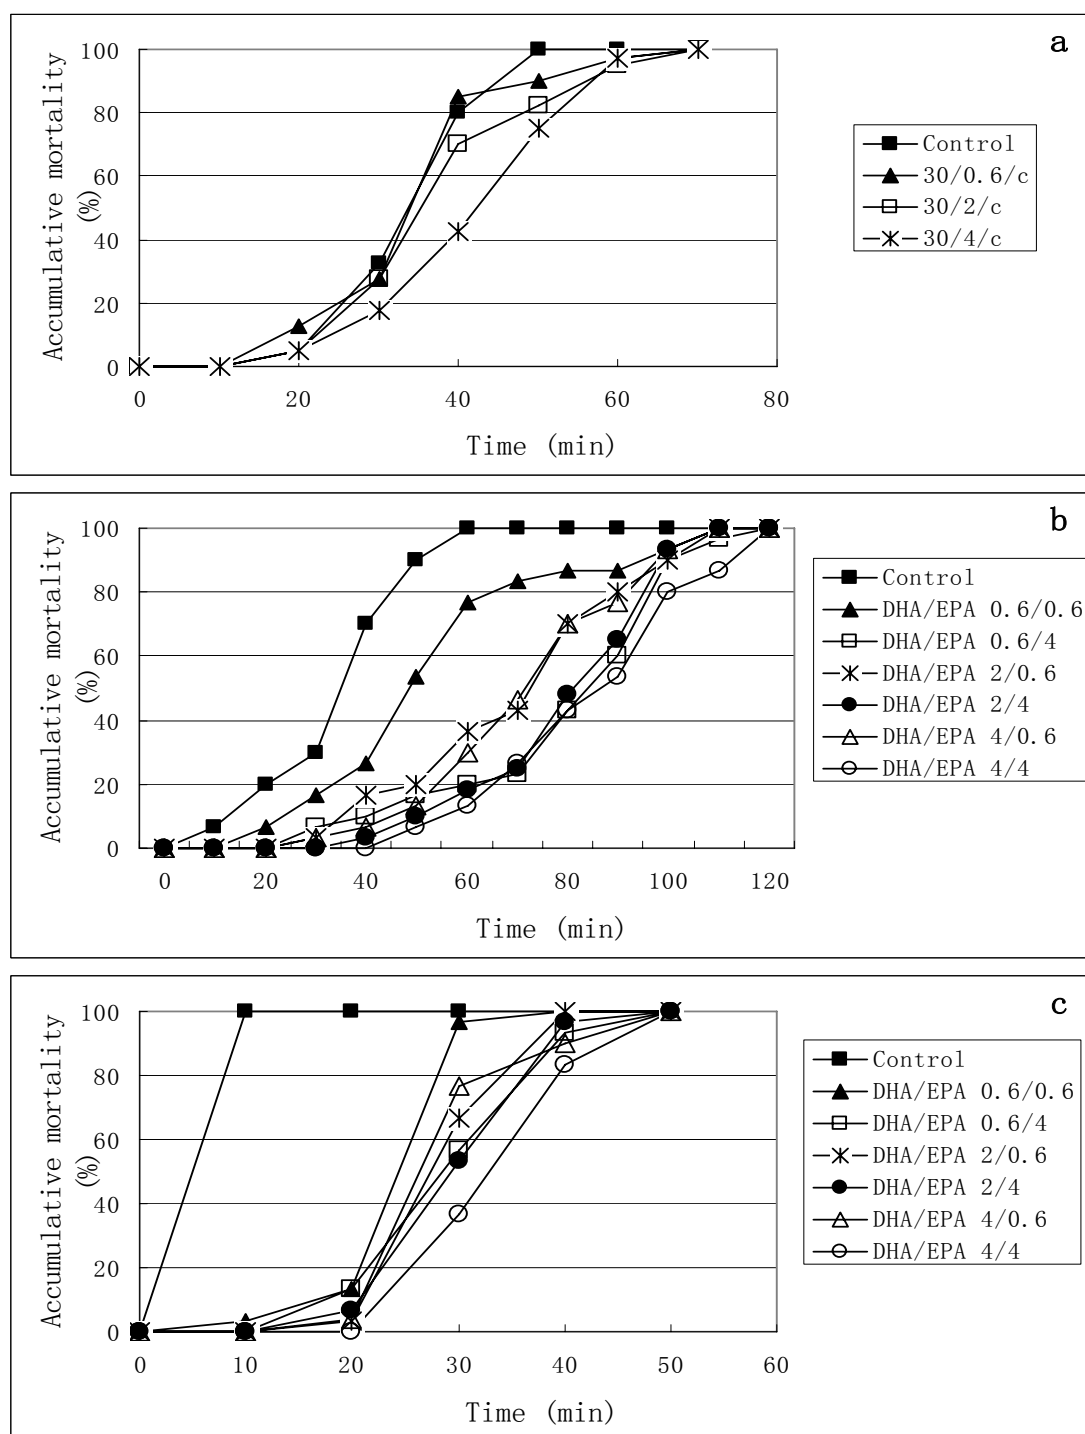 a
Accumulative mortality
(%)
100
80
60
40
20
0
0 20 40 60 80
Time (min)
Control
30/0.6/c
30/2/c
30/4/c
b
Accumulative mortality
(%)
100
80
60
40
20
0
0 20 40 60 80 100 120
Time (min)
Control
DHA/EPA 0.6/0.6
DHA/EPA 0.6/4
DHA/EPA 2/0.6
DHA/EPA 2/4
DHA/EPA 4/0.6
DHA/EPA 4/4
c
Accumulative mortality
(%)
100
80
60
40
20
0
0 10 20 30 40 50 60
Time (min)
Control
DHA/EPA 0.6/0.6
DHA/EPA 0.6/4
DHA/EPA 2/0.6
DHA/EPA 2/4
DHA/EPA 4/0.6
DHA/EPA 4/4